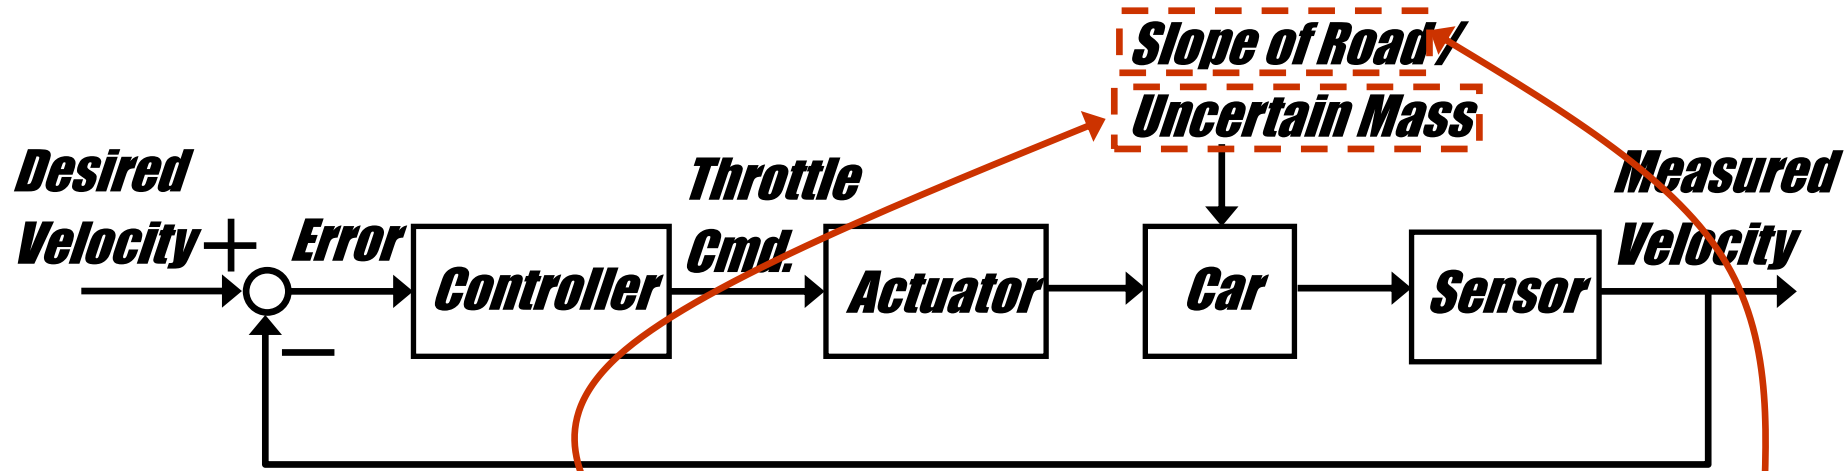 Slope of Road /
Uncertain Mass
Desired
Velocity
+
Error
Throttle
Cmd.
Measured
Velocity
Controller
Actuator
Car
Sensor
−